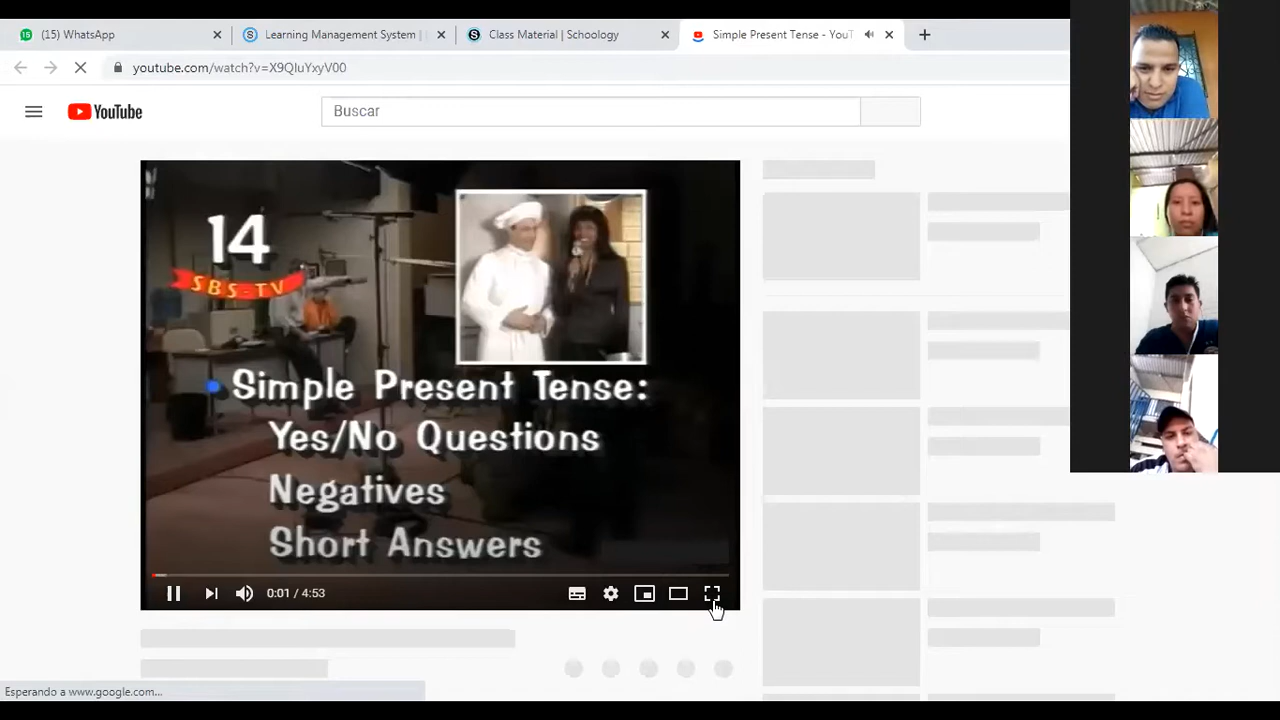 (15) WhatsApp
Learning Management System |
Class Material | Schoology
Simple Present Tense - YouT
youtube.com/watch?v=X9QIuYxyV00
YouTube
Buscar
14
SBS-TV
• Simple Present Tense:
Yes/No Questions
Negatives
Short Answers
0:01 / 4:53
Esperando a www.google.com...